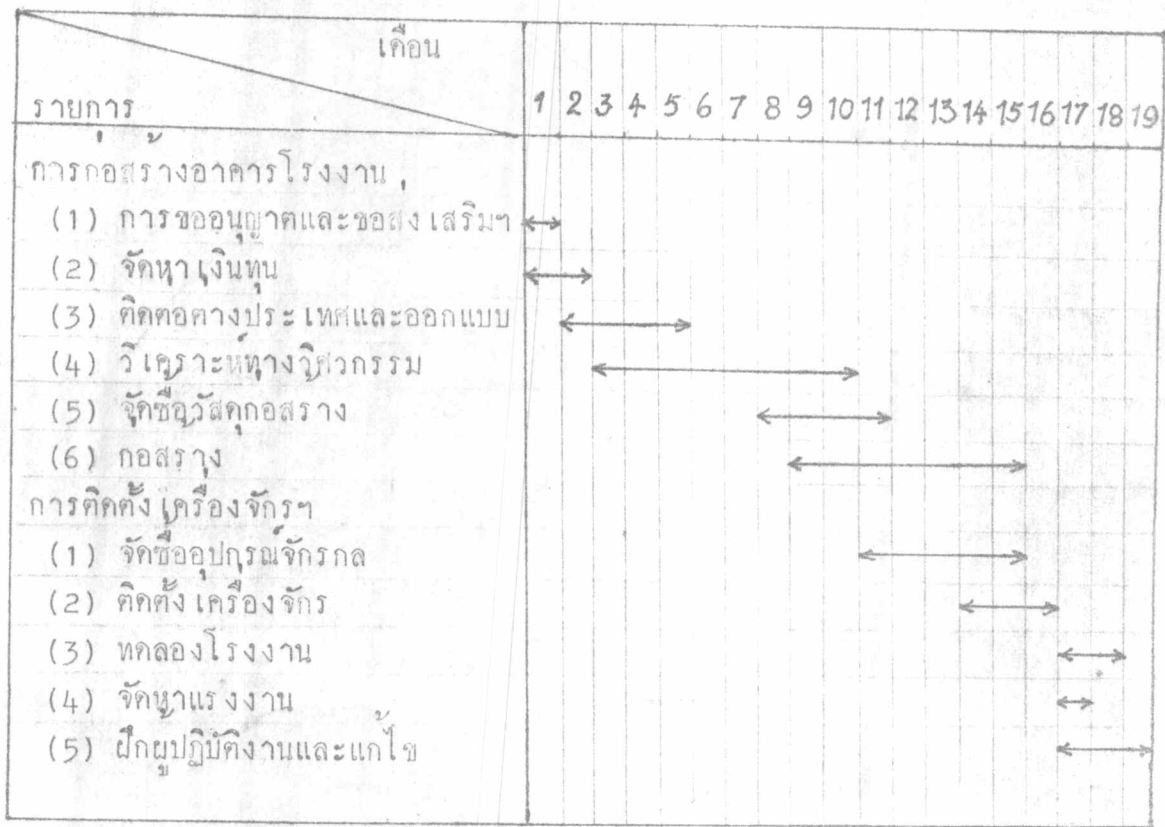 เดือน
รายการ
1 2 3 4 5 6 7 8 9 10 11 12 13 14 15 16 17 18 19
การก่อสร้างอาคารโรงงาน
(1) การขออนุญาตและขอส่งเสริมฯ
(2) จัดหาเงินทุน
(3) ติดต่อต่างประเทศและออกแบบ
(4) วิเคราะห์ทางวิศวกรรม
(5) จัดซื้อวัสดุก่อสร้าง
(6) ก่อสร้าง
การติดตั้งเครื่องจักรฯ
(1) จัดซื้ออุปกรณ์จักรกล
(2) ติดตั้งเครื่องจักร
(3) ทดลองโรงงาน
(4) จัดหาแรงงาน
(5) ฝึกผู้ปฏิบัติงานและแก้ไข